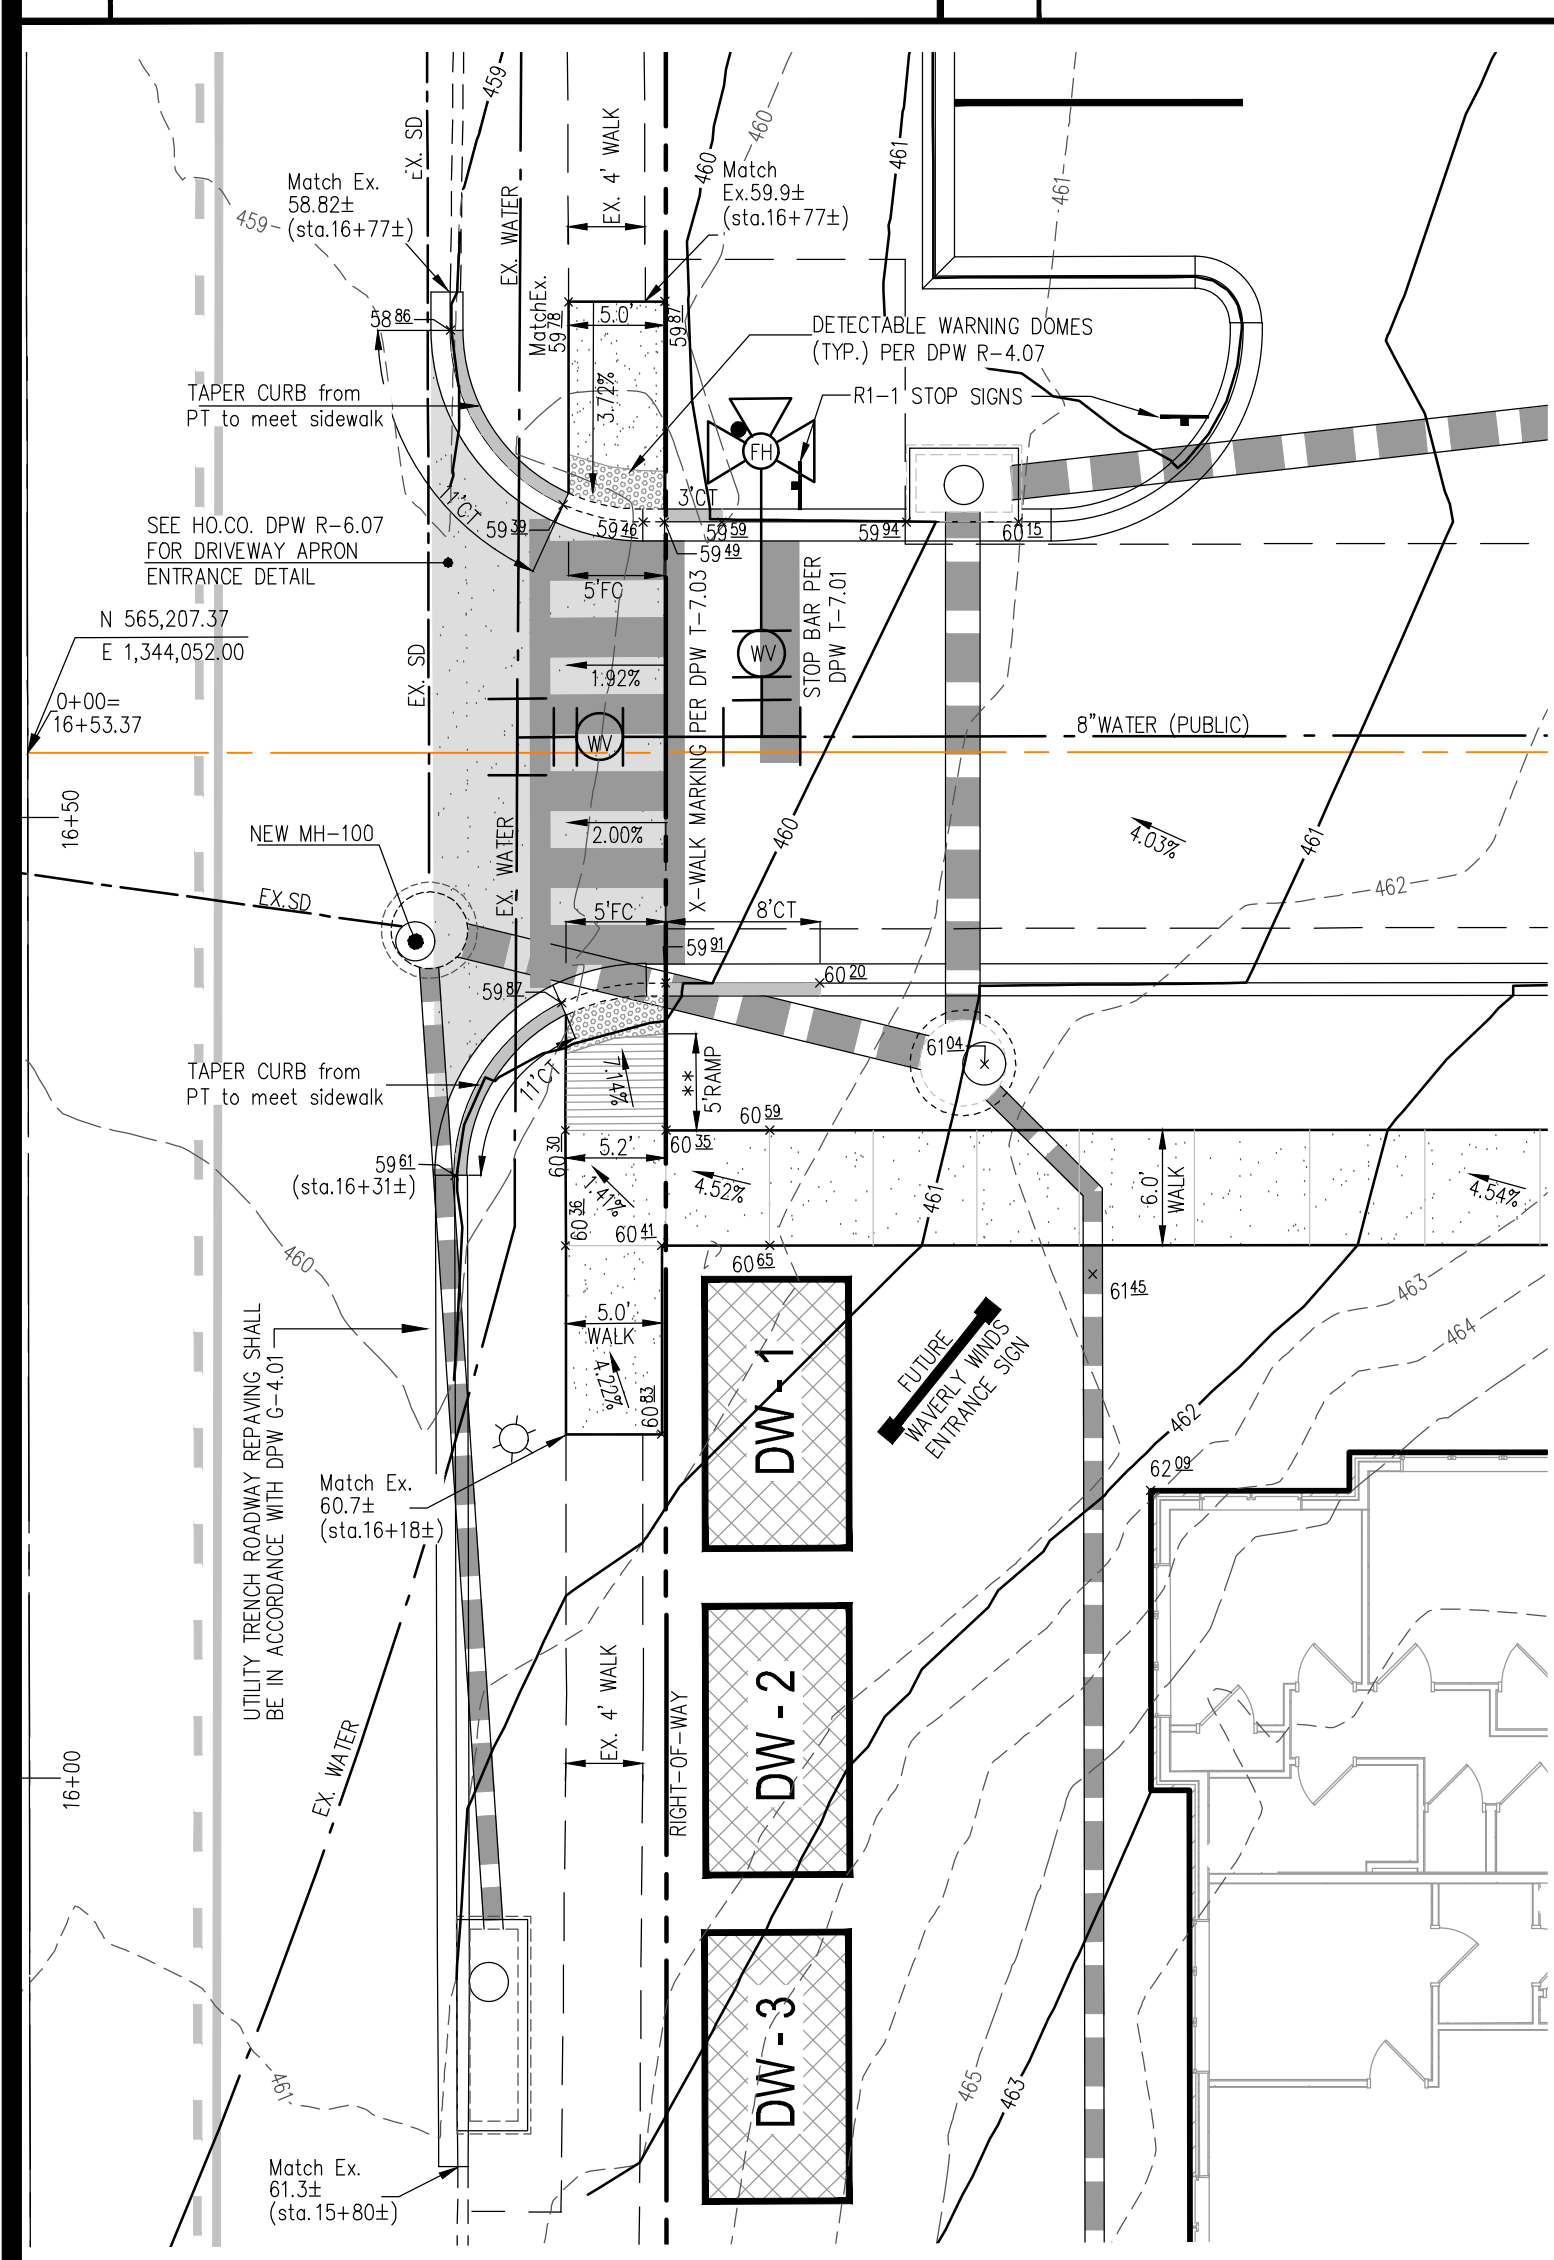 459
EX. SD
EX. 4' WALK
460
460
461
461
Match Ex.
58.82±
(sta.16+77±)
Match
Ex.59.9±
(sta.16+77±)
459
EX. WATER
Match Ex.
59 78
5.0'
59 87
58 86
3.72%
DETECTABLE WARNING DOMES
(TYP.) PER DPW R-4.07
R1-1 STOP SIGNS
TAPER CURB from
PT to meet sidewalk
FH
11'CT
3'CT
SEE HO.CO. DPW R-6.07
FOR DRIVEWAY APRON
ENTRANCE DETAIL
59 39
59 46
59 59
59 49
59 94
60 15
5'FC
N 565,207.37
E 1,344,052.00
EX. SD
1.92%
X-WALK MARKING PER DPW T-7.03
WV
STOP BAR PER
DPW T-7.01
0+00=
16+53.37
WV
8"WATER (PUBLIC)
16+50
NEW MH-100
EX. WATER
2.00%
460
4.03%
461
462
EX.SD
5'FC
8'CT
59 91
60 20
59 87
61 04
TAPER CURB from
PT to meet sidewalk
11'CT
7.14%
**
5'RAMP
60 59
60 30
5.2'
60 35
59 61
(sta.16+31±)
1.41%
4.52%
461
6.0'
WALK
4.54%
60 36
60 41
60 65
460
61 45
463
464
UTILITY TRENCH ROADWAY REPAVING SHALL
BE IN ACCORDANCE WITH DPW G-4.01
5.0'
WALK
4.22%
60 83
DW - 1
FUTURE
WAVERLY WINDS
ENTRANCE SIGN
462
62 09
Match Ex.
60.7±
(sta.16+18±)
16+00
EX. WATER
EX. 4' WALK
RIGHT-OF-WAY
DW - 2
461
DW - 3
465
463
Match Ex.
61.3±
(sta.15+80±)